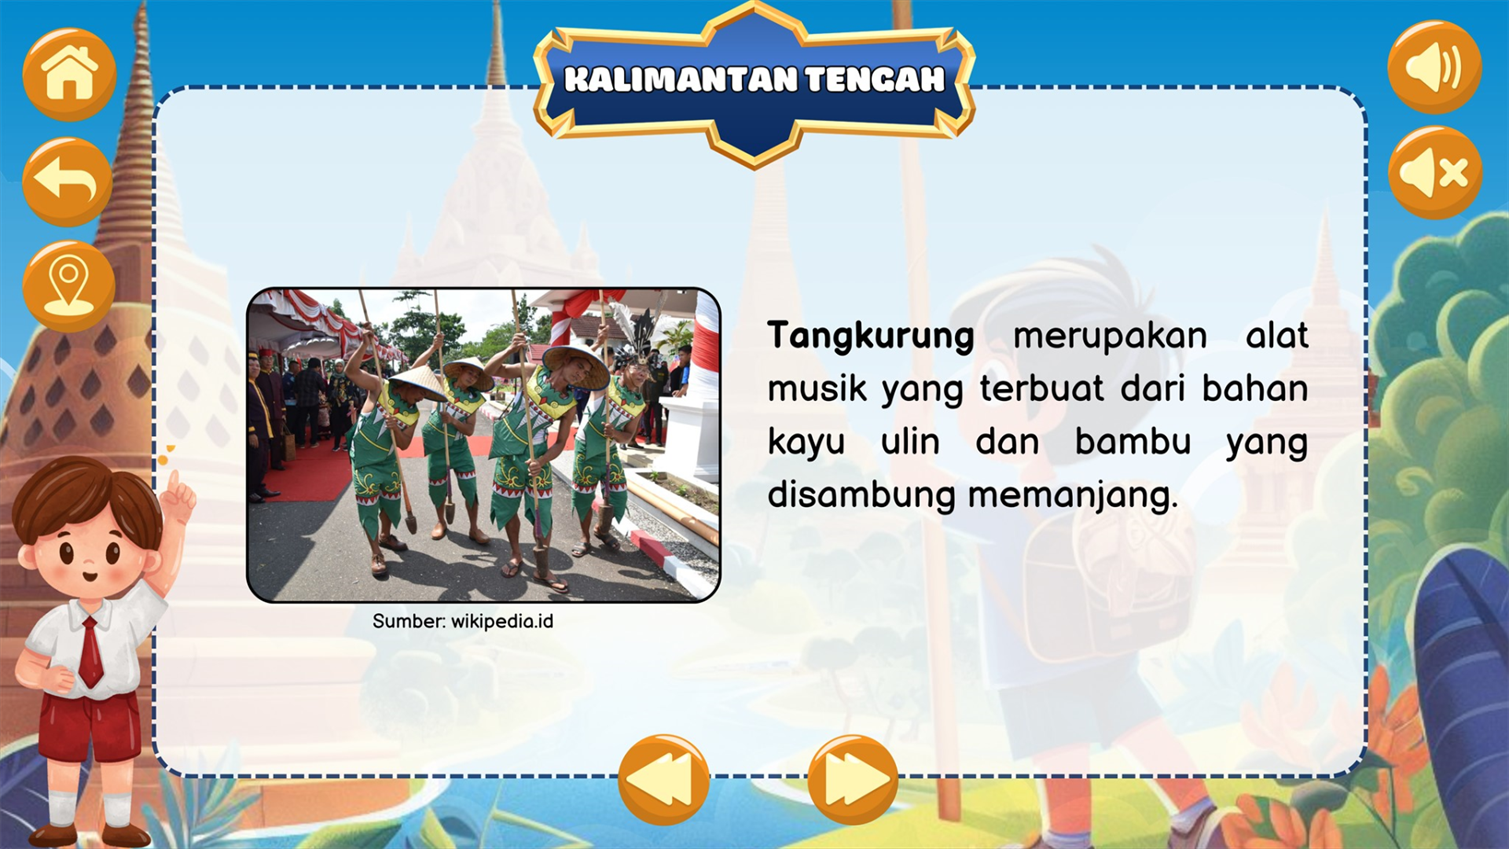 KALIMANTAN TENGAH
Tangkurung merupakan alat
musik yang terbuat dari bahan
kayu ulin dan bambu yang
disambung memanjang.
Sumber: wikipedia.id